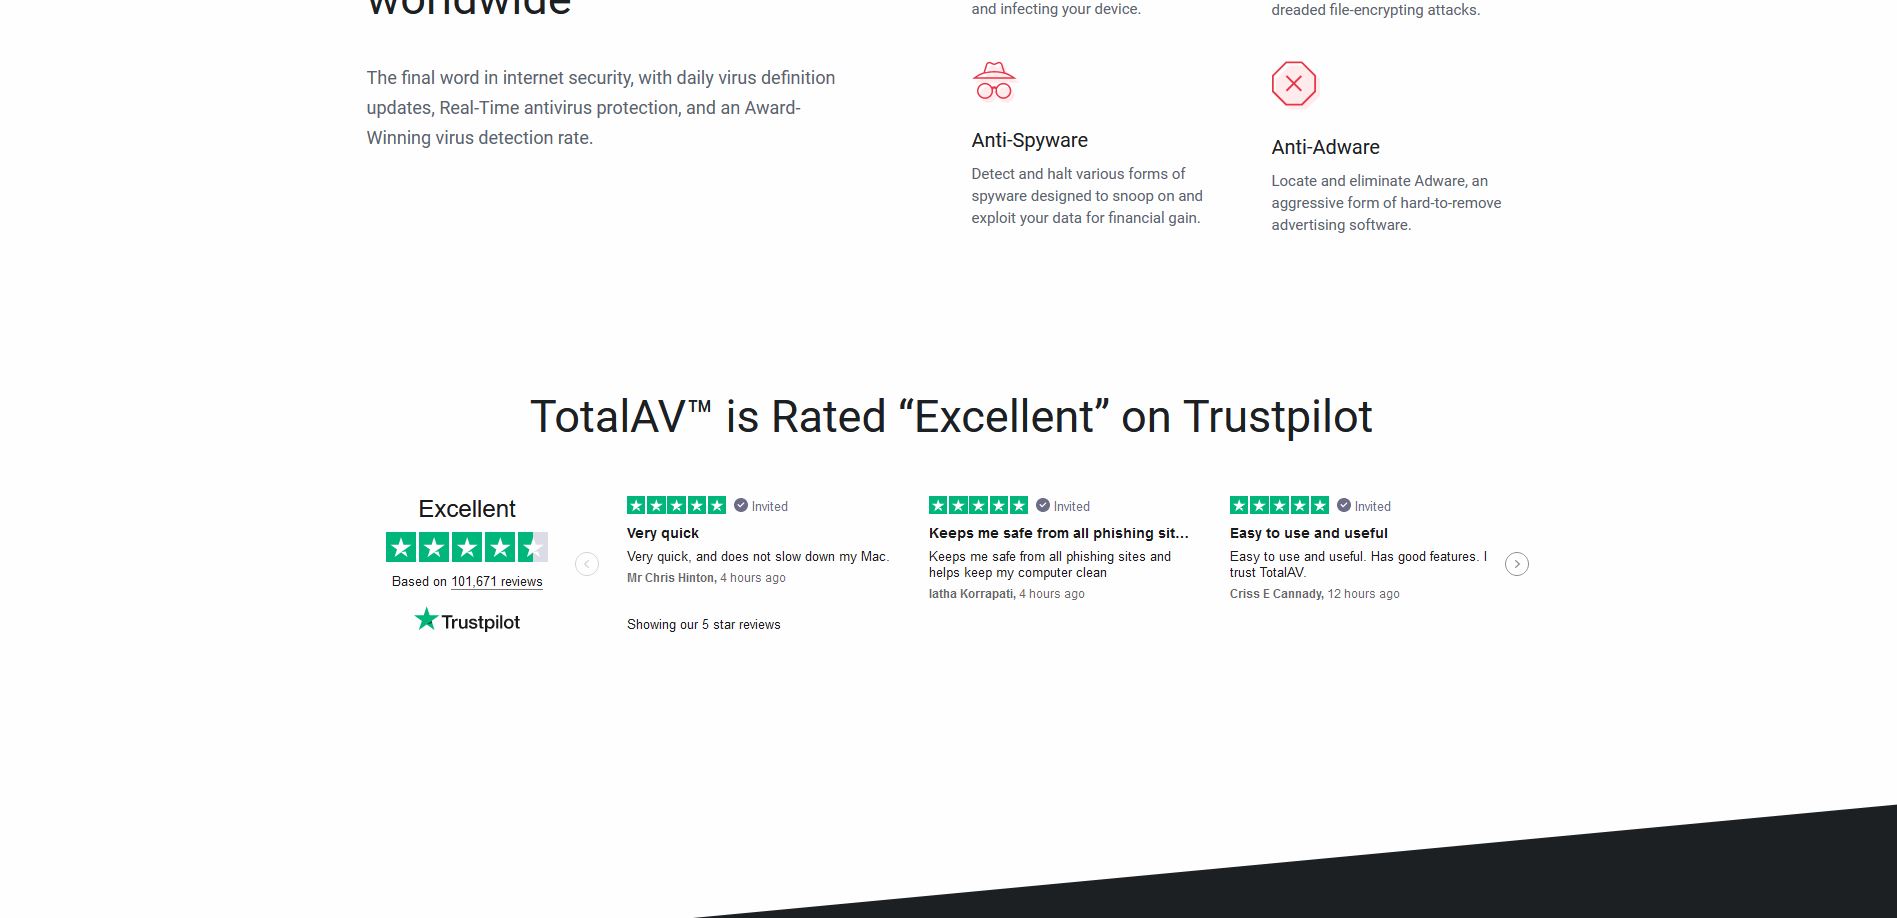 worldwide
The final word in internet security, with daily virus definition
updates, Real-Time antivirus protection, and an Award-
Winning virus detection rate.
and infecting your device.
dreaded file-encrypting attacks.
Anti-Spyware
Detect and halt various forms of
spyware designed to snoop on and
exploit your data for financial gain.
Anti-Adware
Locate and eliminate Adware, an
aggressive form of hard-to-remove
advertising software.
TotalAV™ is Rated “Excellent” on Trustpilot
Excellent
Based on 101,671 reviews
Trustpilot
Invited
Very quick
Very quick, and does not slow down my Mac.
Mr Chris Hinton, 4 hours ago
Showing our 5 star reviews
Invited
Keeps me safe from all phishing sit...
Keeps me safe from all phishing sites and
helps keep my computer clean
latha Korrapati, 4 hours ago
Invited
Easy to use and useful
Easy to use and useful. Has good features. I
trust TotalAV.
Criss E Cannady, 12 hours ago